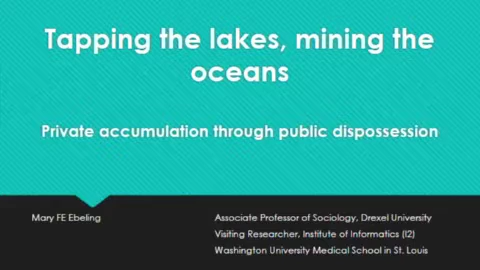 Tapping the lakes, mining the
oceans
Private accumulation through public dispossession
Mary FE Ebeling
Associate Professor of Sociology, Drexel University
Visiting Researcher, Institute of Informatics (I2)
Washington University Medical School in St. Louis